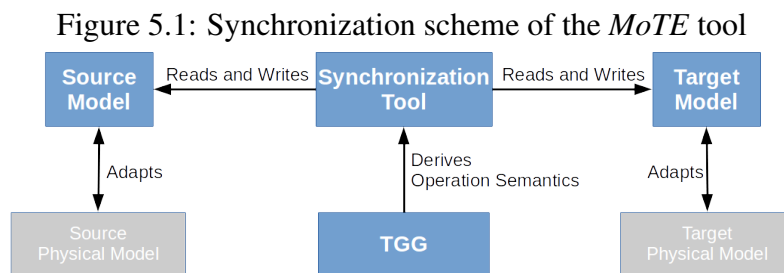 Figure 5.1: Synchronization scheme of the MoTE tool
Source
Model
Reads and Writes
Synchronization
Tool
Reads and Writes
Target
Model
Adapts
Derives
Operation Semantics
Adapts
Source
Physical Model
TGG
Target
Physical Model